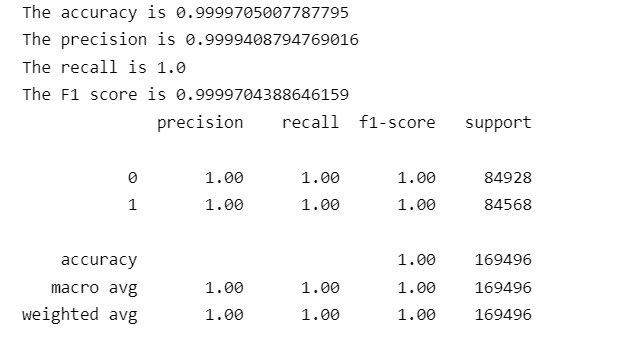 The accuracy is 0.9999705007787795
The precision is 0.9999408794769016
The recall is 1.0
The F1 score is 0.9999704388646159
precision recall f1-score support
0 1.00 1.00 1.00 84928
1 1.00 1.00 1.00 84568
accuracy 1.00 169496
macro avg 1.00 1.00 1.00 169496
weighted avg 1.00 1.00 1.00 169496